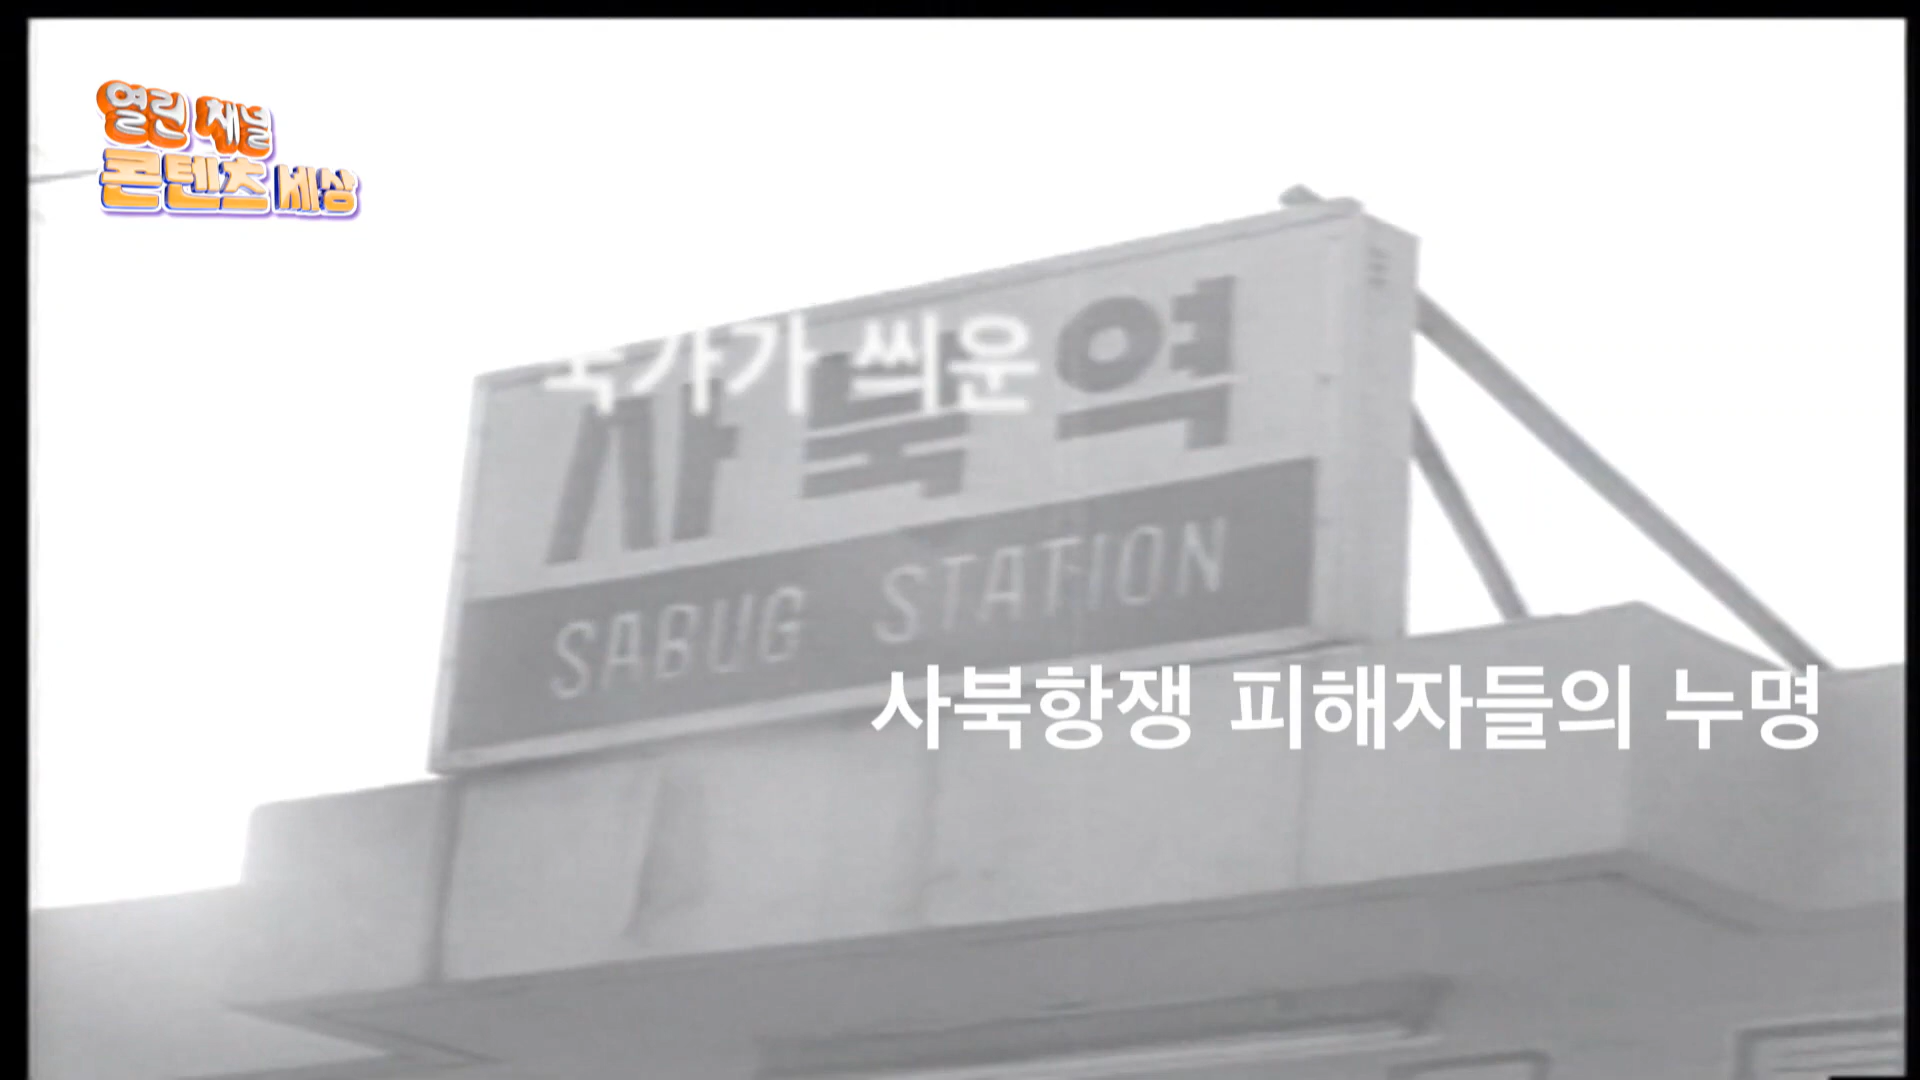 열린 채널
콘텐츠 세상
국가가 씌운
사북역
SABUG STATION
사북항쟁 피해자들의 누명